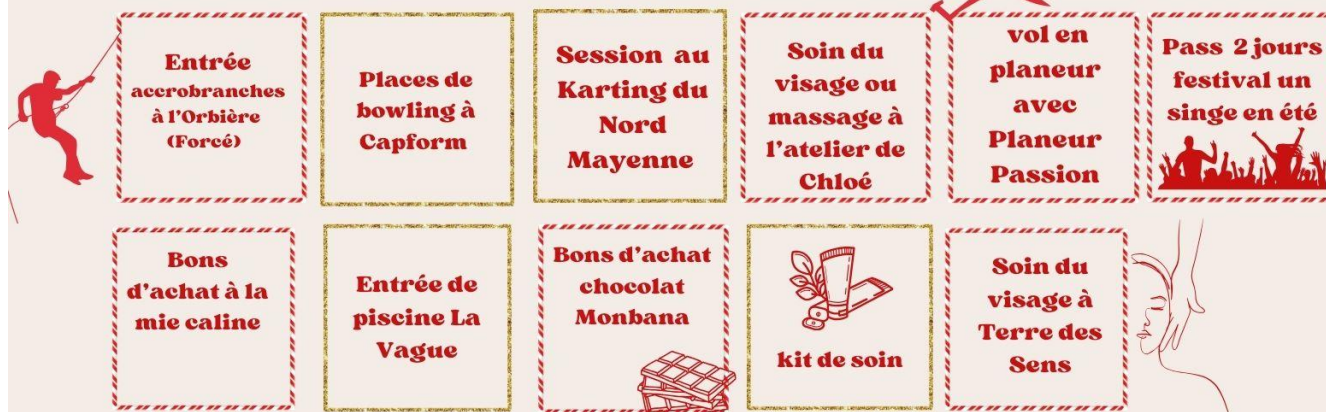 Entrée
accrobranches
à l'Orbière
(Forcé)
Places de
bowling à
Capform
Session au
Karting du
Nord
Mayenne
Soin du
visage ou
massage à
l'atelier de
Chloé
vol en
planeur
avec
Planeur
Passion
Pass 2 jours
festival un
singe en été
Bons
d'achat à la
mie caline
Entrée de
piscine La
Vague
Bons d'achat
chocolat
Monbana
kit de soin
Soin du
visage à
Terre des
Sens